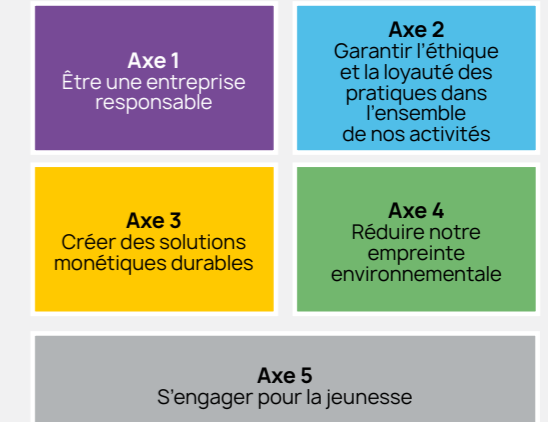 Axe 1
Être une entreprise
responsable
Axe 2
Garantir l'éthique
et la loyauté des
pratiques dans
l'ensemble
de nos activités
Axe 3
Créer des solutions
monétiques durables
Axe 4
Réduire notre
empreinte
environnementale
Axe 5
S'engager pour la jeunesse